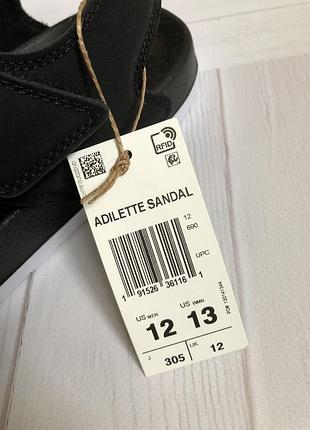 RFID
ADILETTE SANDAL
12
690
UPC
1 91526 36116 1
US MEN
12
US WMN
13
J
305
UK
12